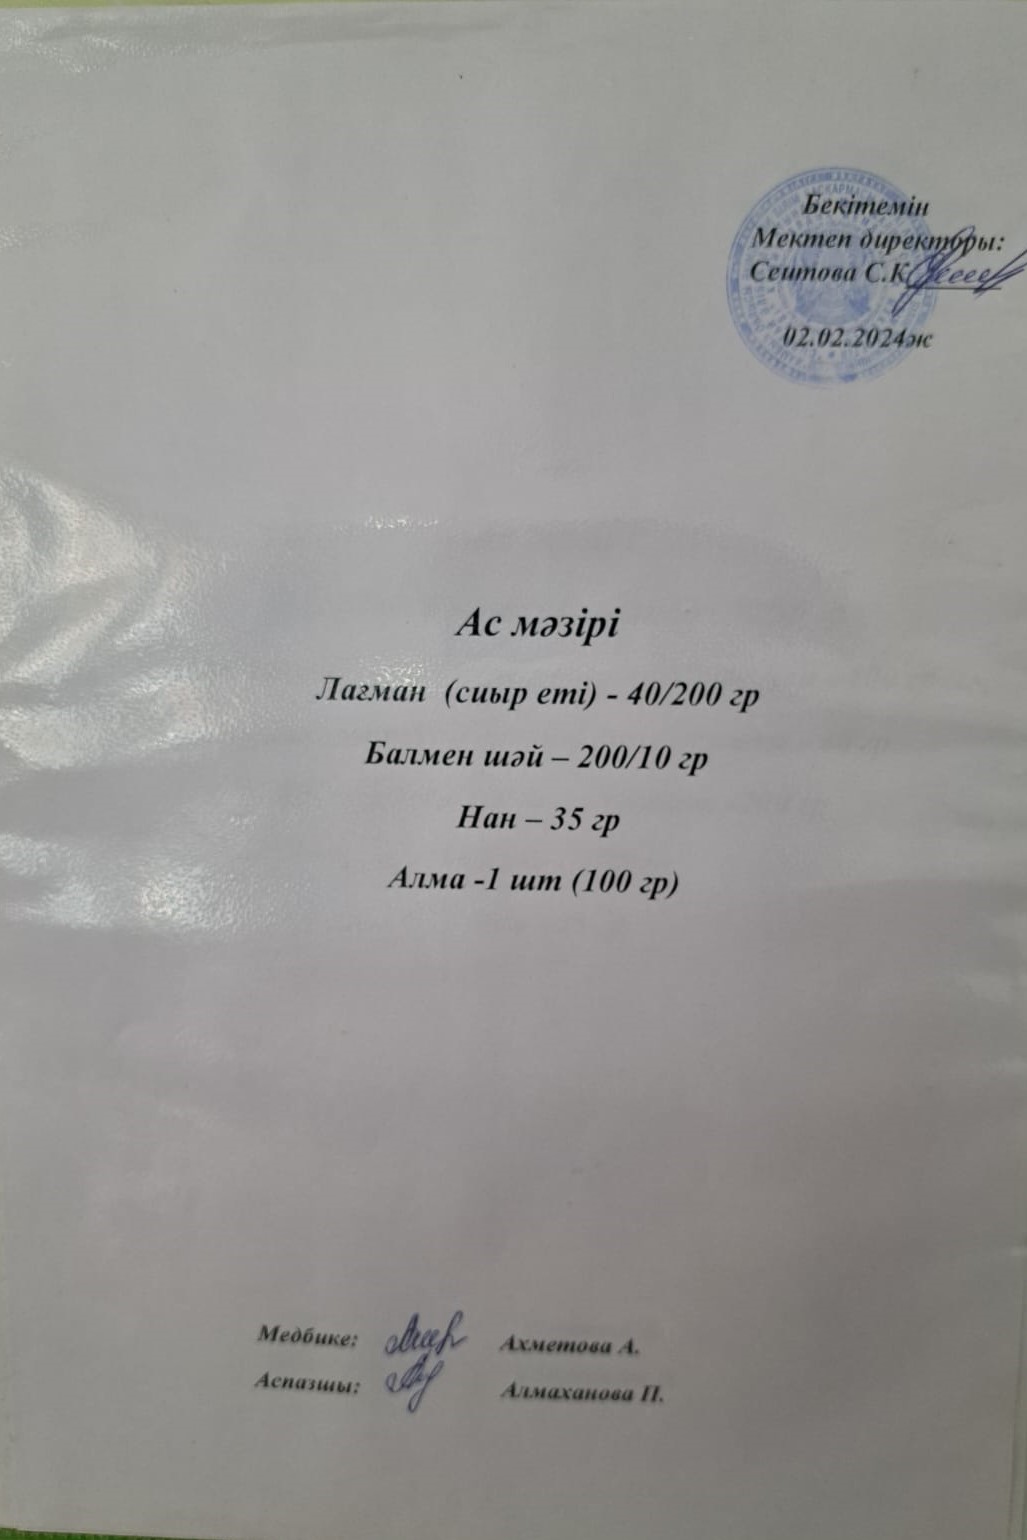 Бекітемін
Мектеп директоры:
Сеитова С.К
02.02.2024ж
Ас мәзірі
Лағман (сиыр еті) - 40/200 гр
Балмен шәй – 200/10 гр
Нан – 35 гр
Алма -1 шт (100 гр)
Медбике: Ахметова А.
Аспазшы: Алмаханова П.